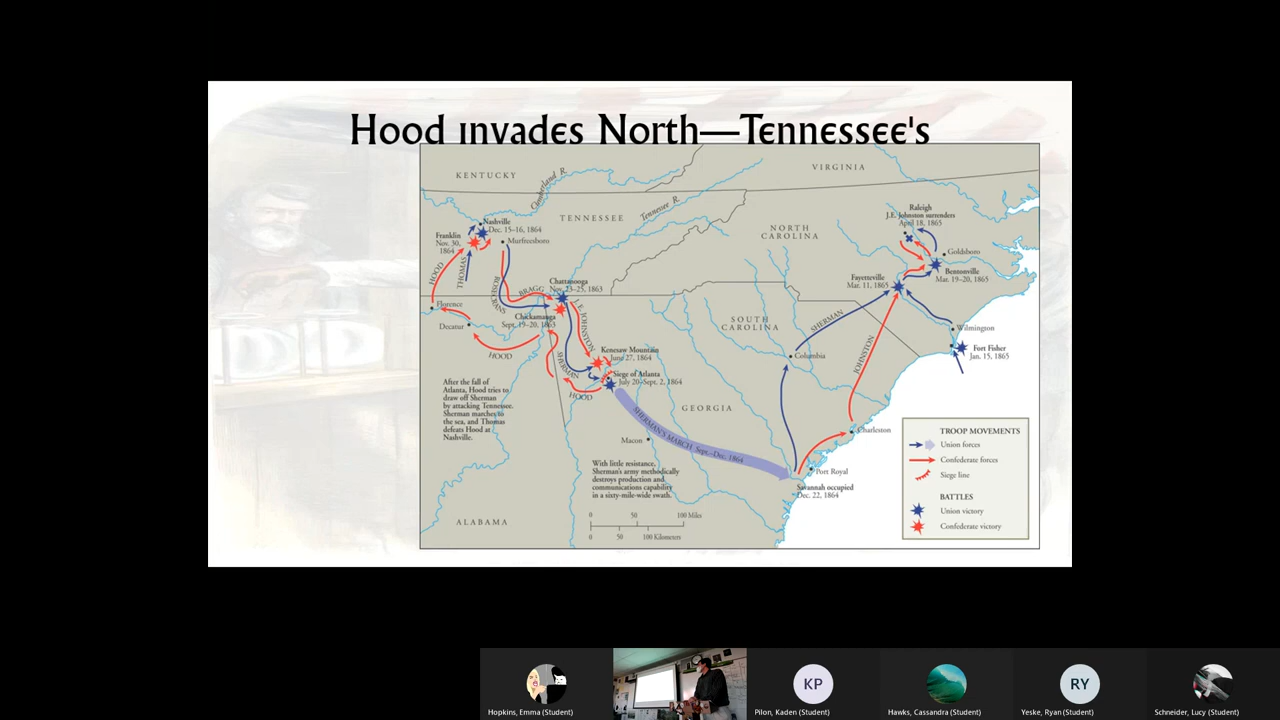 Hood invades North—Tennessee's
KENTUCKY
Cumberland R.
VIRGINIA
TENNESSEE
Tennessee R.
Nashville
Dec. 15–16, 1864
Franklin
Nov. 30,
1864
Murfreesboro
HOOD
THOMAS
ROSECRANS
BRAGG
Chattanooga
Nov. 23–25, 1863
Chickamauga
Sept. 19–20, 1863
Florence
Decatur
HOOD
J.E. JOHNSTON
SHERMAN
Kenesaw Mountain
June 27, 1864
Siege of Atlanta
July 20–Sept. 2, 1864
HOOD
NORTH
CAROLINA
Raleigh
J.E. Johnston surrenders
April 18, 1865
Goldsboro
Bentonville
Mar. 19–20, 1865
Fayetteville
Mar. 11, 1865
Wilmington
Fort Fisher
Jan. 15, 1865
SOUTH
CAROLINA
SHERMAN
Columbia
JOHNSTON
Charleston
GEORGIA
After the fall of
Atlanta, Hood tries to
draw off Sherman
by attacking Tennessee.
Sherman marches to
the sea, and Thomas
defeats Hood at
Nashville.
Macon
SHERMAN'S MARCH Sept.–Dec. 1864
Port Royal
Savannah occupied
Dec. 22, 1864
With little resistance,
Sherman's army methodically
destroys production and
communications capability
in a sixty-mile-wide swath.
0 50 100 Miles
0 50 100 Kilometers
ALABAMA
TROOP MOVEMENTS
Union forces
Confederate forces
Siege line
BATTLES
Union victory
Confederate victory
KP
RY
Hopkins, Emma (Student)
Pilon, Kaden (Student)
Hawks, Cassandra (Student)
Yeske, Ryan (Student)
Schneider, Lucy (Student)